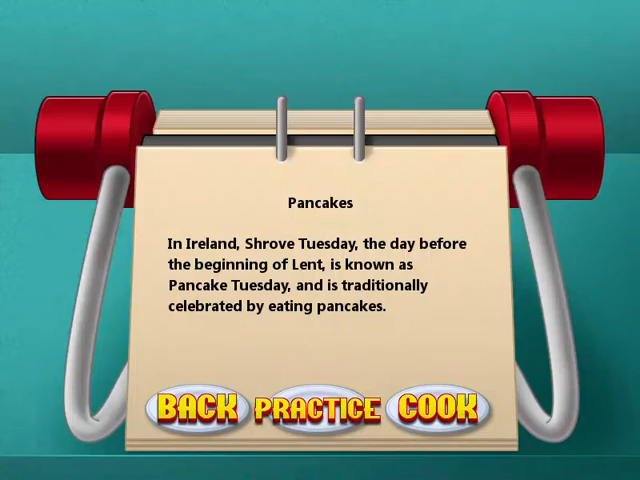 Pancakes
In Ireland, Shrove Tuesday, the day before
the beginning of Lent, is known as
Pancake Tuesday, and is traditionally
celebrated by eating pancakes.
BACK PRACTICE COOK